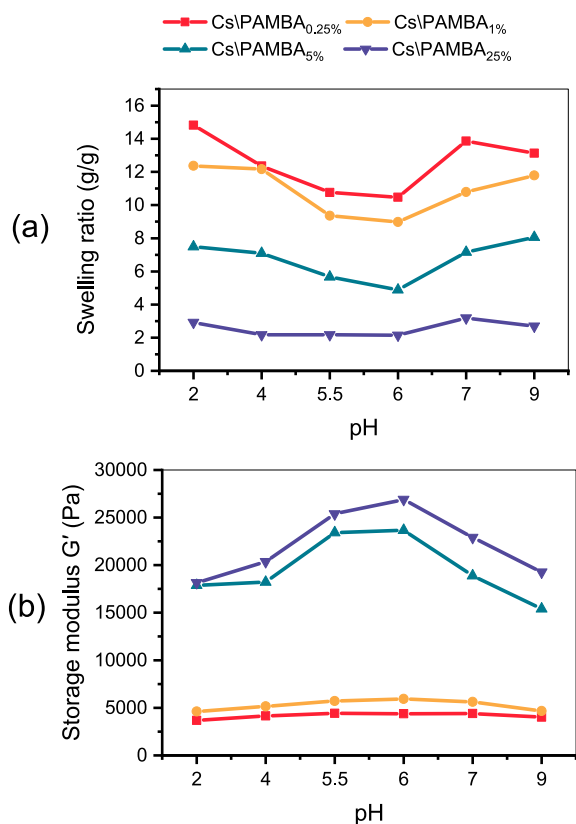 Cs\PAMBA0.25% Cs\PAMBA1%
Cs\PAMBA5% Cs\PAMBA25%
(a)
Swelling ratio (g/g)
16
14
12
10
8
6
4
2
0
2 4 5.5 6 7 9
pH
(b)
Storage modulus G′ (Pa)
30000
25000
20000
15000
10000
5000
0
2 4 5.5 6 7 9
pH